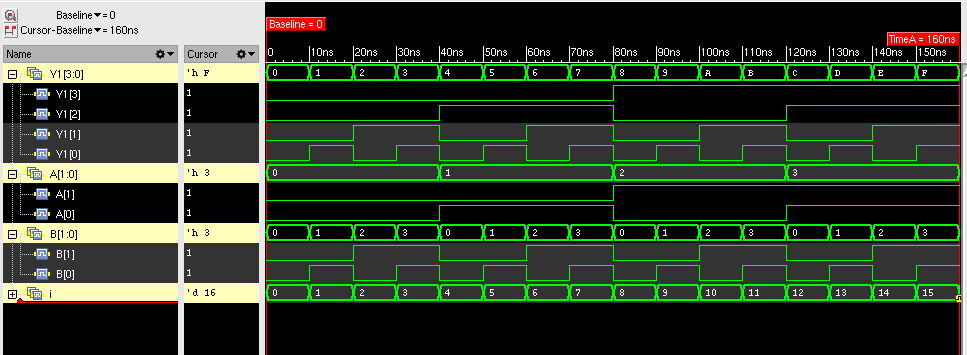 Baseline▼= 0
Cursor-Baseline▼= 160ns
Baseline = 0
TimeA = 160ns
Name Cursor 0 10ns 20ns 30ns 40ns 50ns 60ns 70ns 80ns 90ns 100ns 110ns 120ns 130ns 140ns 150ns
Y1[3:0] 'h F 0 1 2 3 4 5 6 7 8 9 A B C D E F
Y1[3] 1
Y1[2] 1
Y1[1] 1
Y1[0] 1
A[1:0] 'h 3 0 1 2 3
A[1] 1
A[0] 1
B[1:0] 'h 3 0 1 2 3 0 1 2 3 0 1 2 3 0 1 2 3
B[1] 1
B[0] 1
i 'd 16 0 1 2 3 4 5 6 7 8 9 10 11 12 13 14 15